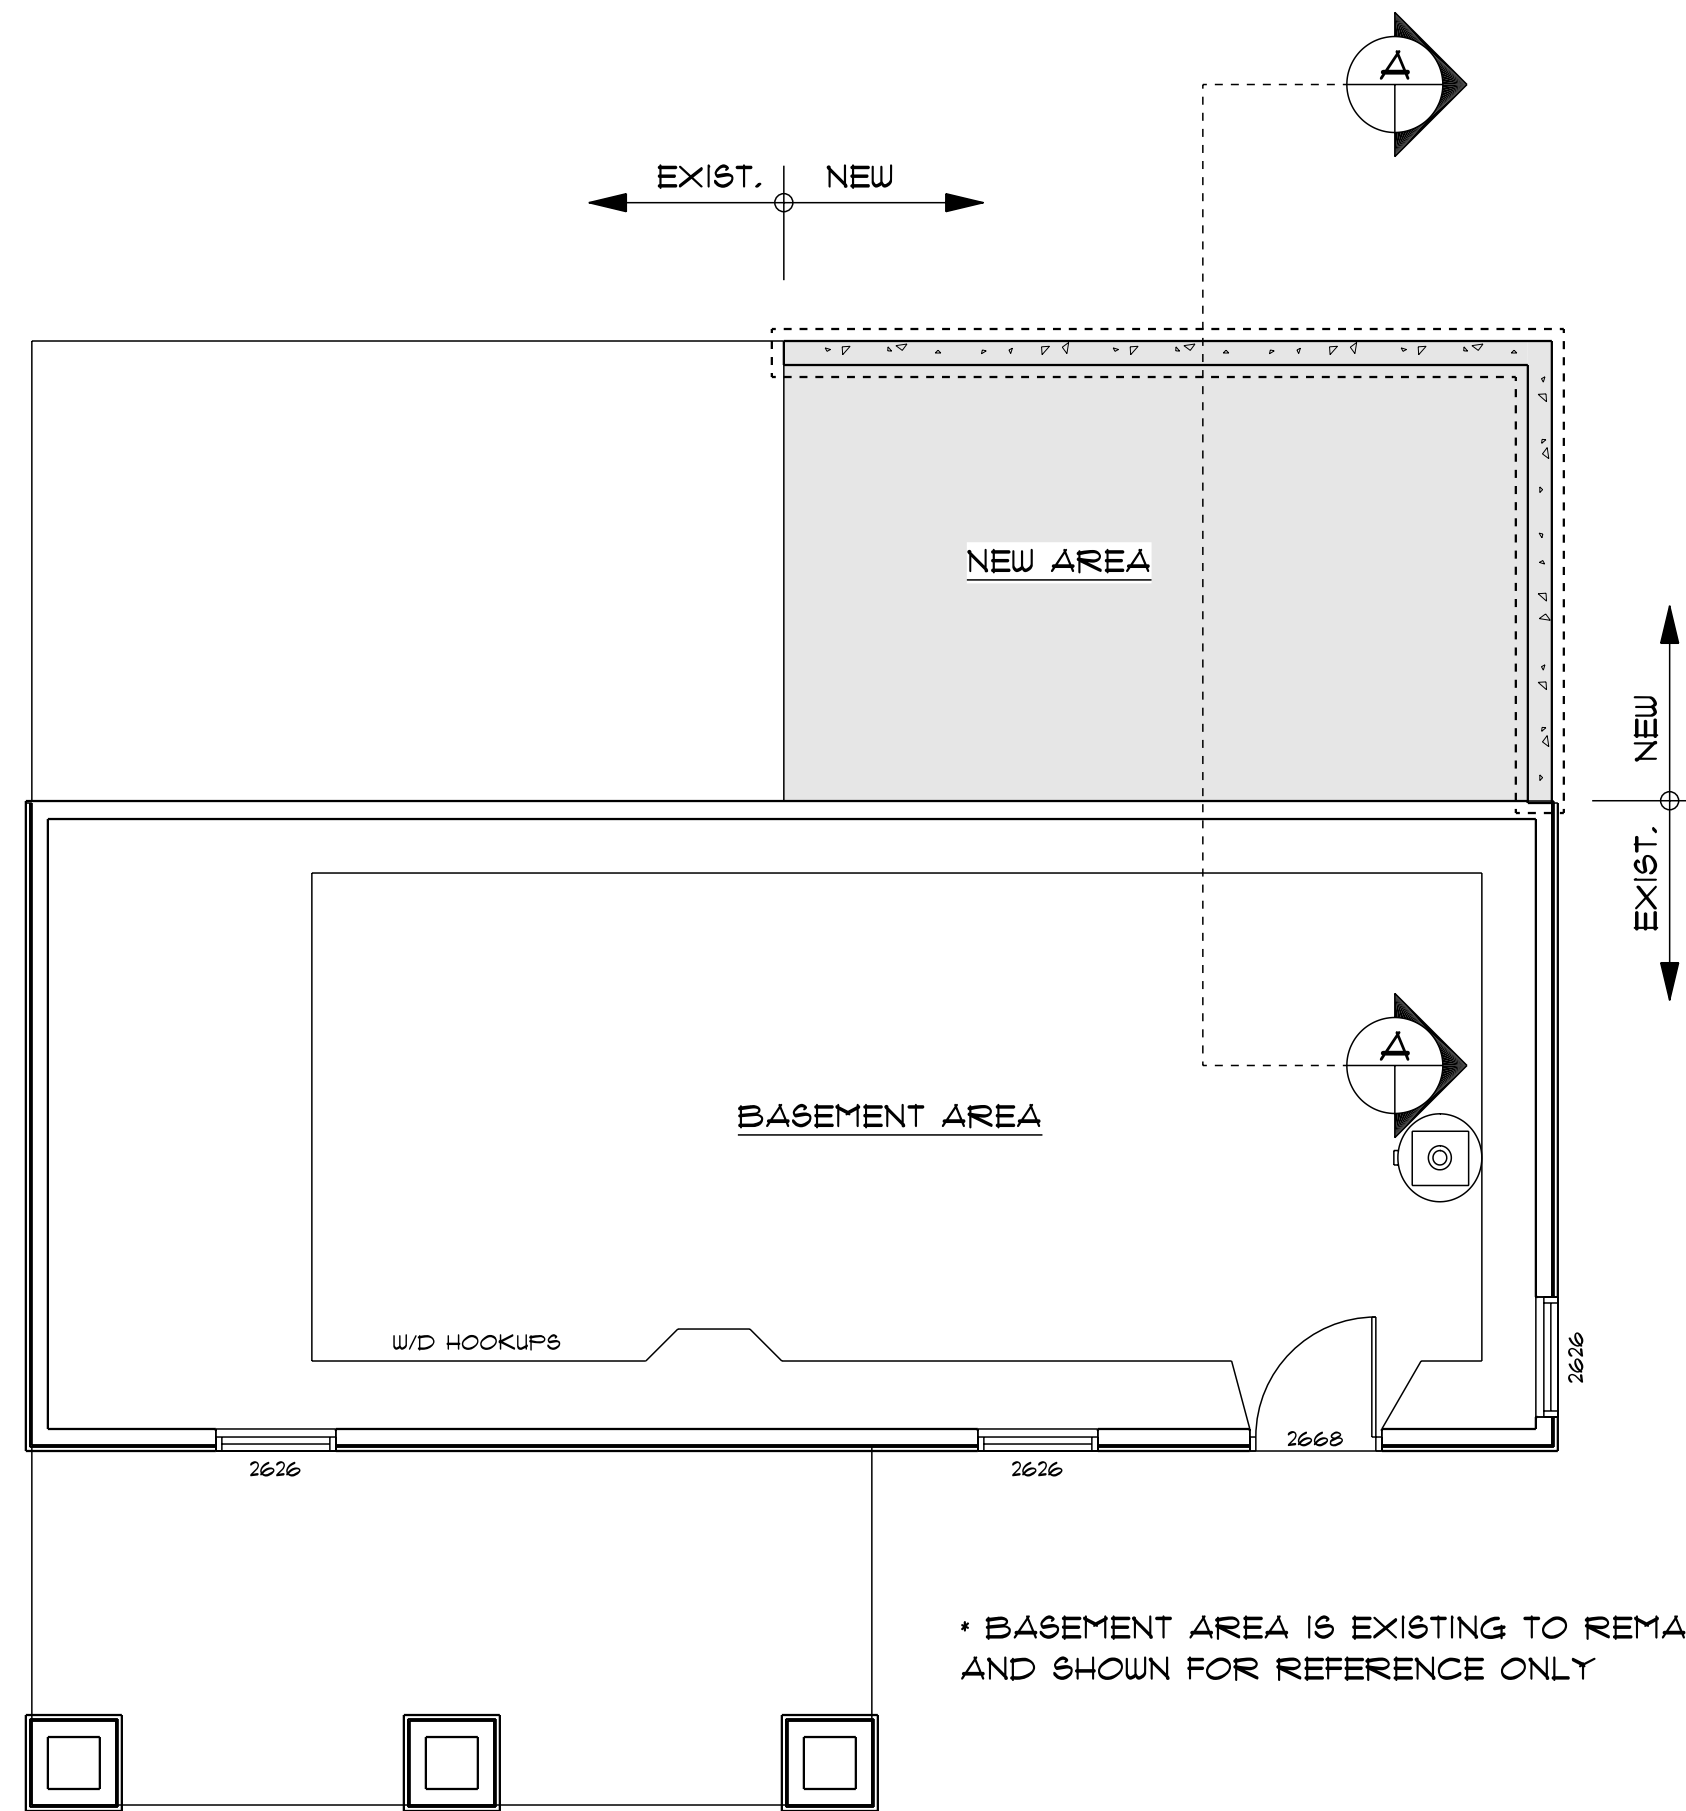 A
EXIST. NEW
NEW AREA
NEW
EXIST.
A
BASEMENT AREA
W/D HOOKUPS
2626
2668
2626
2626
* BASEMENT AREA IS EXISTING TO REMA
AND SHOWN FOR REFERENCE ONLY